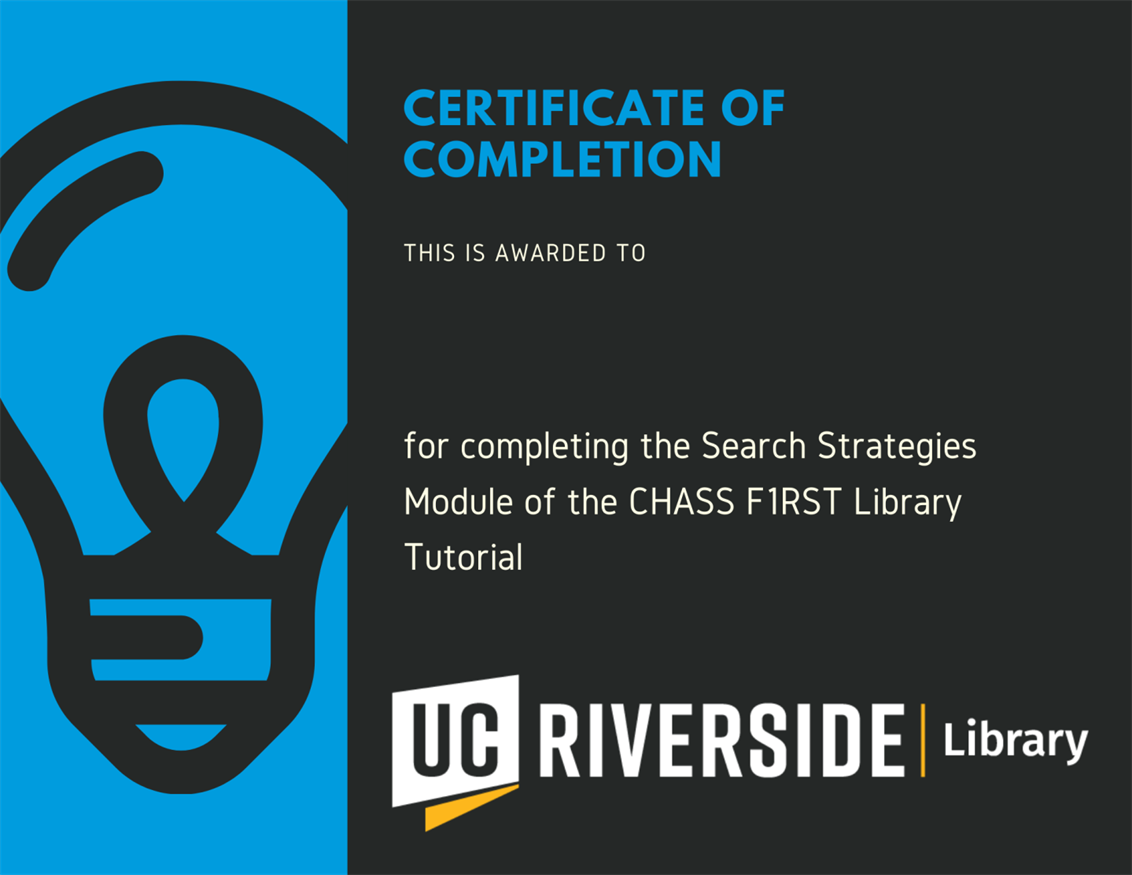 CERTIFICATE OF
COMPLETION
THIS IS AWARDED TO
for completing the Search Strategies
Module of the CHASS F1RST Library
Tutorial
UC RIVERSIDE | Library